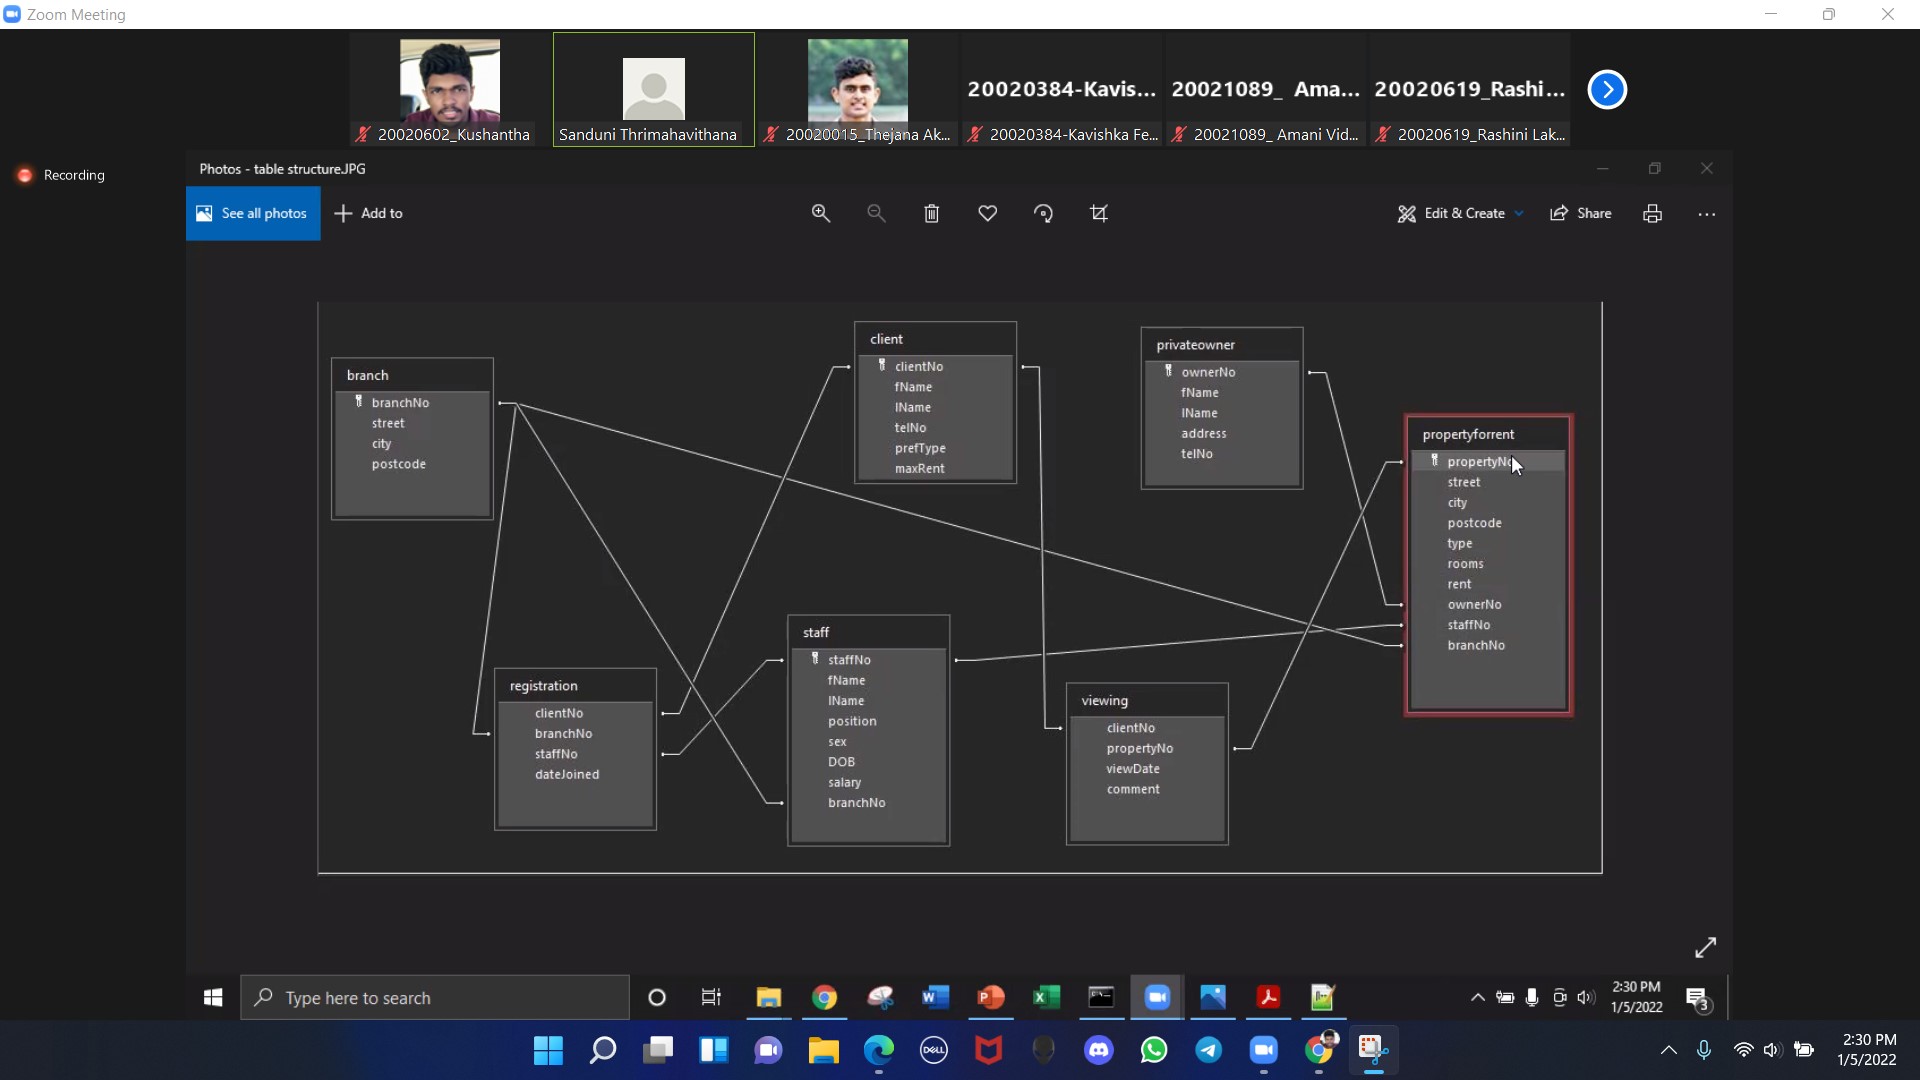 Zoom Meeting
20020384-Kavis... 20021089_ Ama... 20020619_Rashi...
20020602_Kushantha Sanduni Thrimahavithana 20020015_Thejana Ak... 20020384-Kavishka Fe... 20021089_ Amani Vid... 20020619_Rashini Lak...
Recording
Photos - table structure.JPG
See all photos Add to Edit & Create Share
branch
branchNo
street
city
postcode
client
clientNo
fName
lName
telNo
prefType
maxRent
privateowner
ownerNo
fName
lName
address
telNo
propertyforrent
propertyNo
street
city
postcode
type
rooms
rent
ownerNo
staffNo
branchNo
registration
clientNo
branchNo
staffNo
dateJoined
staff
staffNo
fName
lName
position
sex
DOB
salary
branchNo
viewing
clientNo
propertyNo
viewDate
comment
Type here to search
2:30 PM
1/5/2022
3
DELL
2:30 PM
1/5/2022